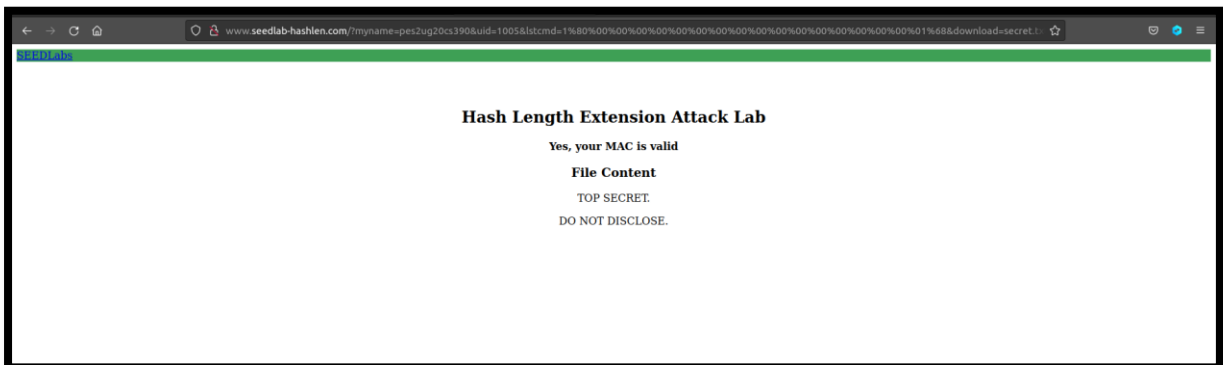 www.seedlab-hashlen.com/?myname=pes2ug20cs390&uid=1005&lstcmd=1%80%00%00%00%00%00%00%00%00%00%00%00%00%00%00%00%00%00%01%68&download=secret.t
SEEDLabs
Hash Length Extension Attack Lab
Yes, your MAC is valid
File Content
TOP SECRET.
DO NOT DISCLOSE.